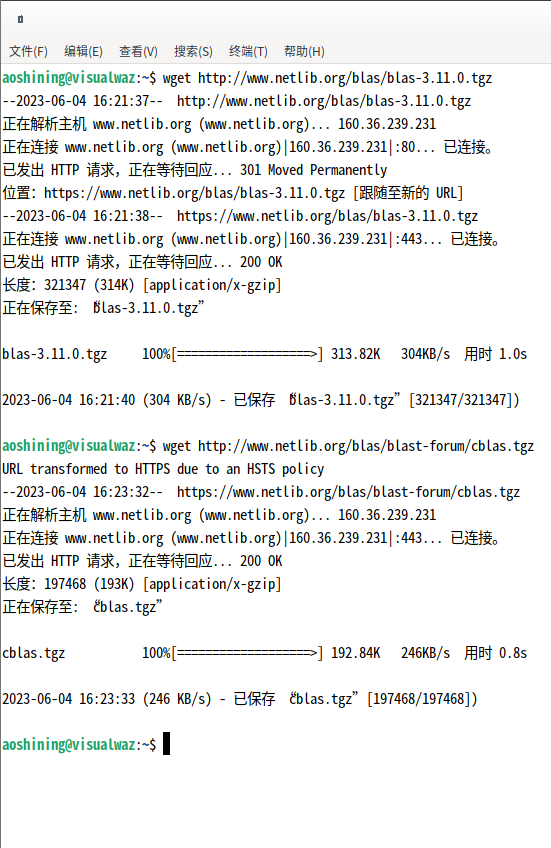 文件(F) 编辑(E) 查看(V) 搜索(S) 终端(T) 帮助(H)
aoshining@visualwaz:~$ wget http://www.netlib.org/blas/blas-3.11.0.tgz
--2023-06-04 16:21:37--  http://www.netlib.org/blas/blas-3.11.0.tgz
正在解析主机 www.netlib.org (www.netlib.org)... 160.36.239.231
正在连接 www.netlib.org (www.netlib.org)|160.36.239.231|:80... 已连接。
已发出 HTTP 请求，正在等待回应... 301 Moved Permanently
位置：https://www.netlib.org/blas/blas-3.11.0.tgz [跟随至新的 URL]
--2023-06-04 16:21:38--  https://www.netlib.org/blas/blas-3.11.0.tgz
正在连接 www.netlib.org (www.netlib.org)|160.36.239.231|:443... 已连接。
已发出 HTTP 请求，正在等待回应... 200 OK
长度：321347 (314K) [application/x-gzip]
正在保存至: “blas-3.11.0.tgz”
blas-3.11.0.tgz     100%[===================>] 313.82K   304KB/s  用时 1.0s
2023-06-04 16:21:40 (304 KB/s) - 已保存 “blas-3.11.0.tgz” [321347/321347])
aoshining@visualwaz:~$ wget http://www.netlib.org/blas/blast-forum/cblas.tgz
URL transformed to HTTPS due to an HSTS policy
--2023-06-04 16:23:32--  https://www.netlib.org/blas/blast-forum/cblas.tgz
正在解析主机 www.netlib.org (www.netlib.org)... 160.36.239.231
正在连接 www.netlib.org (www.netlib.org)|160.36.239.231|:443... 已连接。
已发出 HTTP 请求，正在等待回应... 200 OK
长度：197468 (193K) [application/x-gzip]
正在保存至: “cblas.tgz”
cblas.tgz           100%[===================>] 192.84K   246KB/s  用时 0.8s
2023-06-04 16:23:33 (246 KB/s) - 已保存 “cblas.tgz” [197468/197468])
aoshining@visualwaz:~$